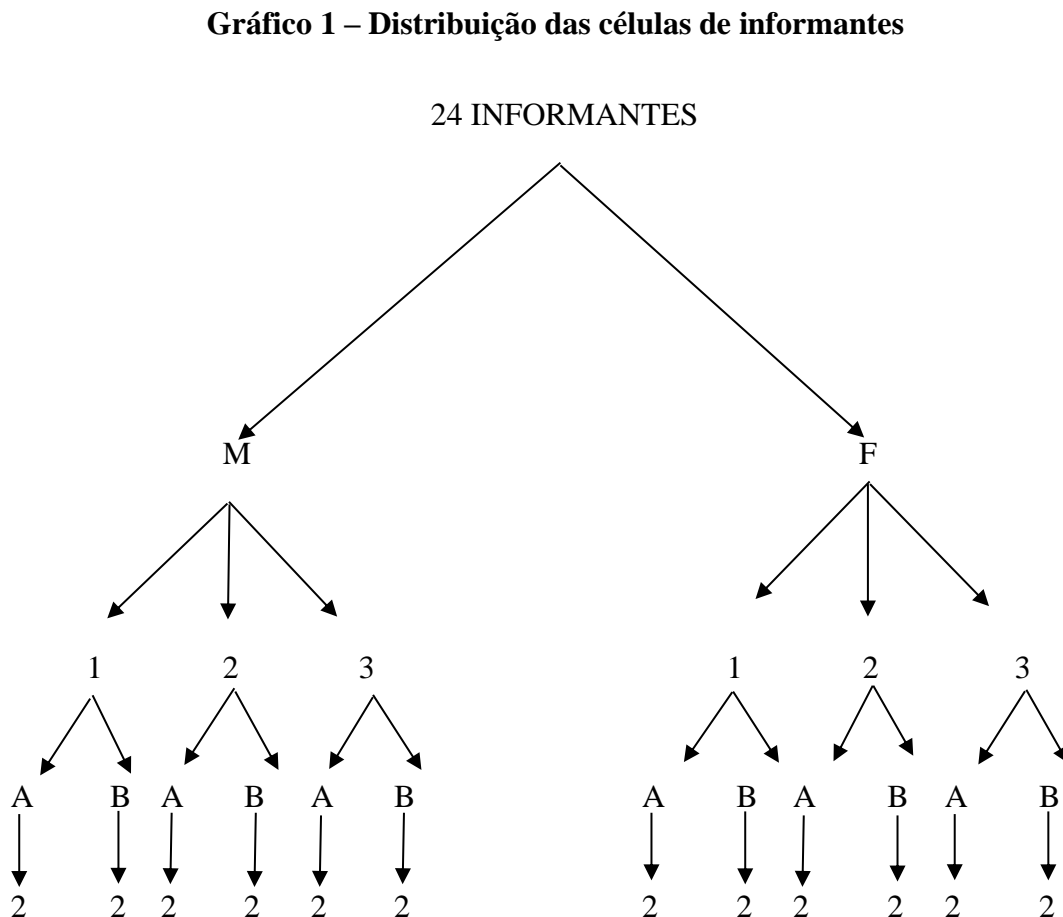 Gráfico 1 – Distribuição das células de informantes
24 INFORMANTES
M F
1 2 3 1 2 3
A B A B A B A B A B A B
2 2 2 2 2 2 2 2 2 2 2 2